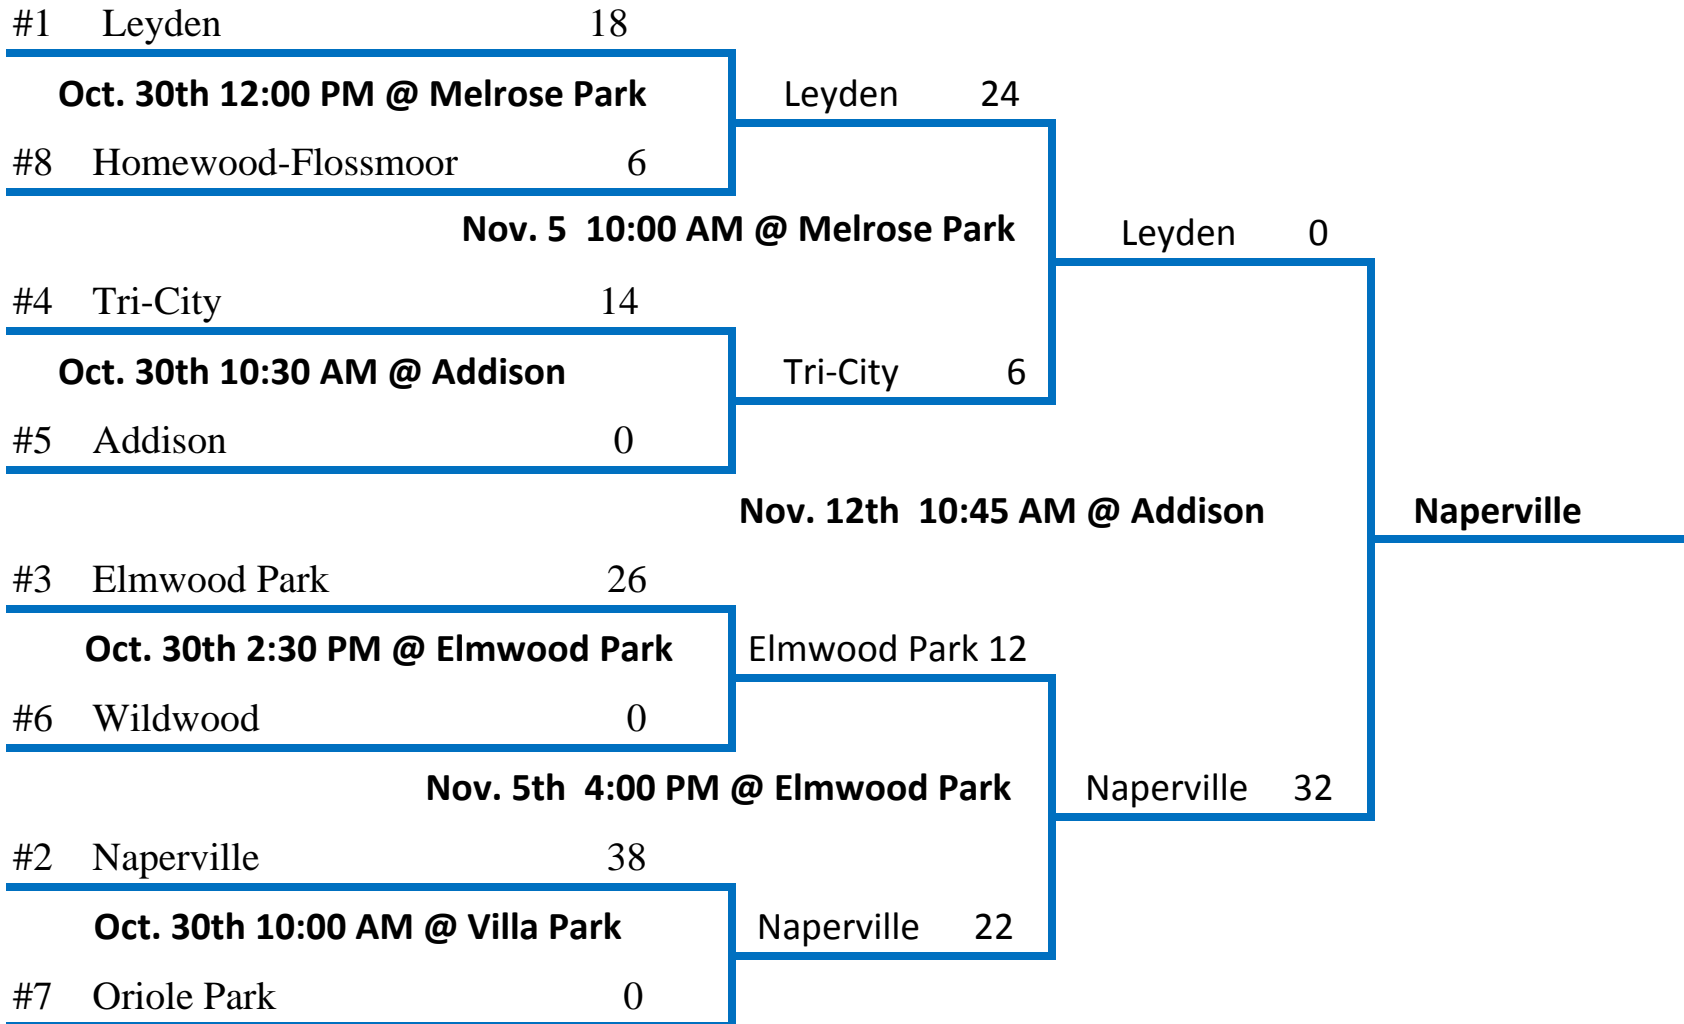 #1 Leyden 18
Oct. 30th 12:00 PM @ Melrose Park
Leyden 24
#8 Homewood-Flossmoor 6
Nov. 5 10:00 AM @ Melrose Park
Leyden 0
#4 Tri-City 14
Oct. 30th 10:30 AM @ Addison
Tri-City 6
#5 Addison 0
Nov. 12th 10:45 AM @ Addison
Naperville
#3 Elmwood Park 26
Oct. 30th 2:30 PM @ Elmwood Park
Elmwood Park 12
#6 Wildwood 0
Nov. 5th 4:00 PM @ Elmwood Park
Naperville 32
#2 Naperville 38
Oct. 30th 10:00 AM @ Villa Park
Naperville 22
#7 Oriole Park 0